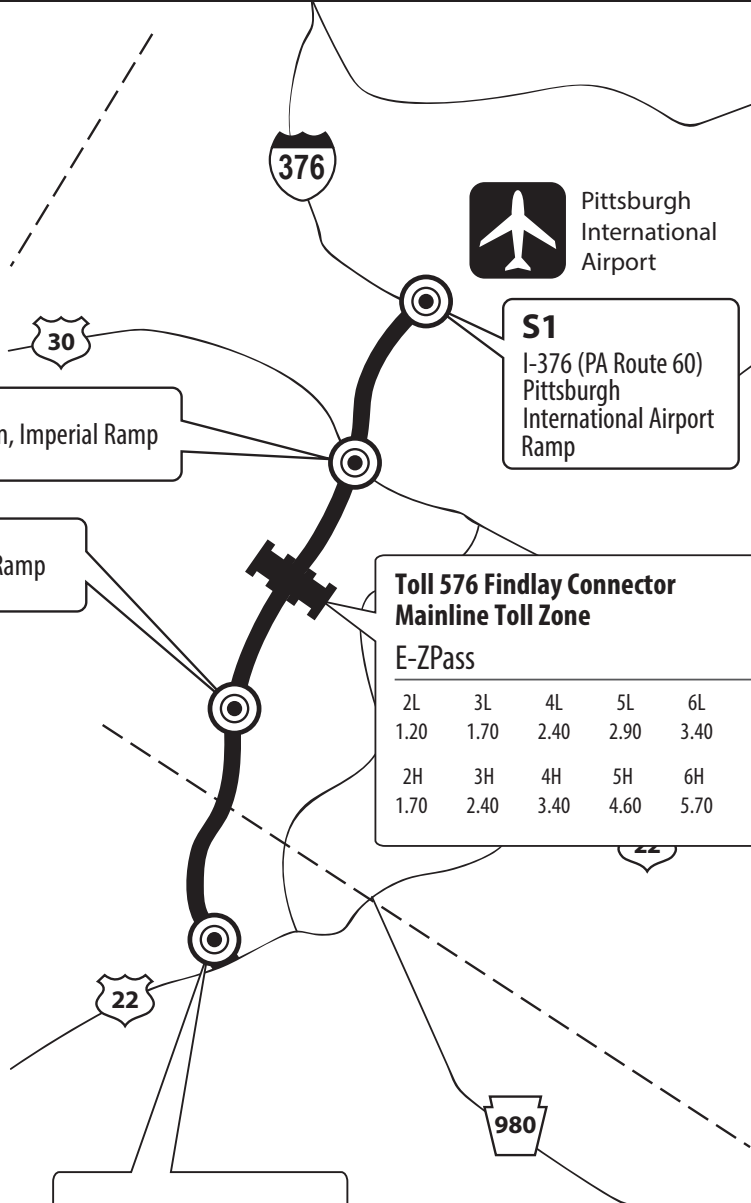 376
Pittsburgh
International
Airport
30
S1
I-376 (PA Route 60)
Pittsburgh
International Airport
Ramp
Imperial Ramp
Ramp
Toll 576 Findlay Connector
Mainline Toll Zone
E-ZPass
2L 3L 4L 5L 6L
1.20 1.70 2.40 2.90 3.40
2H 3H 4H 5H 6H
1.70 2.40 3.40 4.60 5.70
22
22
980